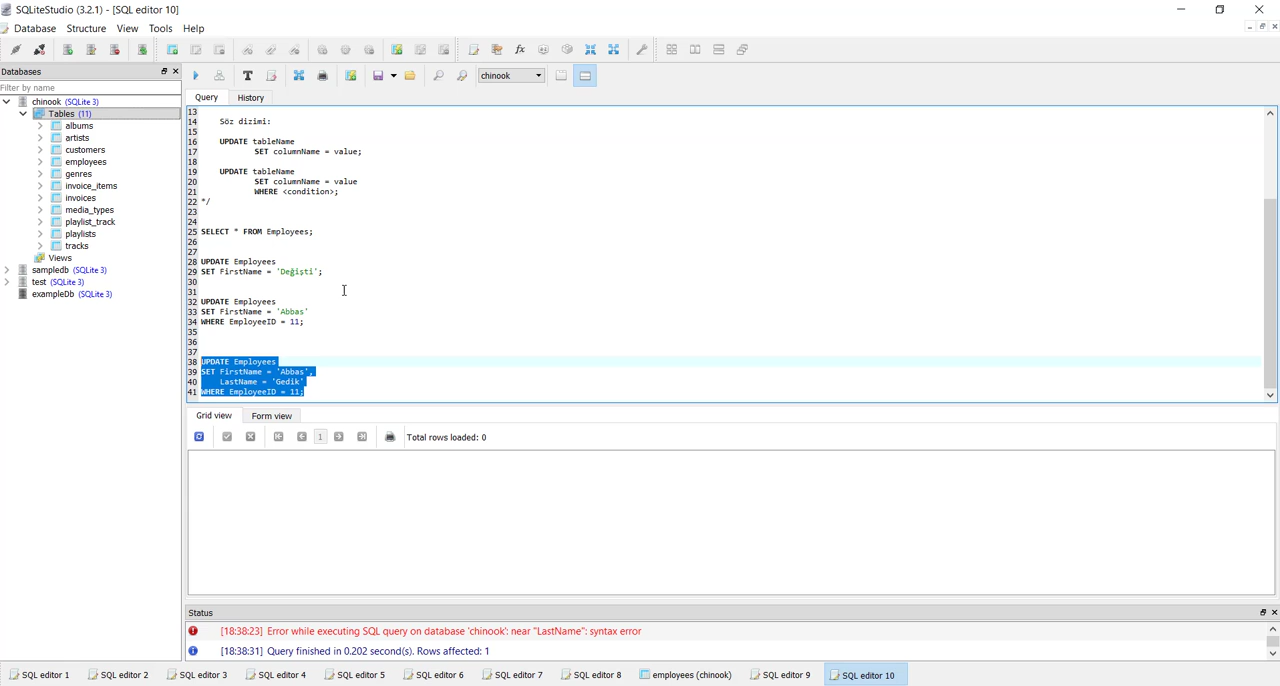 SQLiteStudio (3.2.1) - [SQL editor 10]
Database Structure View Tools Help
Databases
Filter by name
chinook (SQLite 3)
Tables (11)
albums
artists
customers
employees
genres
invoice_items
invoices
media_types
playlist_track
playlists
tracks
Views
sampledb (SQLite 3)
test (SQLite 3)
exampleDb (SQLite 3)
chinook
Query History
13
14 Söz dizimi:
15
16 UPDATE tableName
17 SET columnName = value;
18
19 UPDATE tableName
20 SET columnName = value
21 WHERE <condition>;
22 */
23
24
25 SELECT * FROM Employees;
26
27
28 UPDATE Employees
29 SET FirstName = 'Değişti';
30
31
32 UPDATE Employees
33 SET FirstName = 'Abbas'
34 WHERE EmployeeID = 11;
35
36
37
38 UPDATE Employees
39 SET FirstName = 'Abbas',
40 LastName = 'Gedik'
41 WHERE EmployeeID = 11;
Grid view Form view
1 Total rows loaded: 0
Status
[18:38:23] Error while executing SQL query on database 'chinook': near "LastName": syntax error
[18:38:31] Query finished in 0.202 second(s). Rows affected: 1
SQL editor 1 SQL editor 2 SQL editor 3 SQL editor 4 SQL editor 5 SQL editor 6 SQL editor 7 SQL editor 8 employees (chinook) SQL editor 9 SQL editor 10